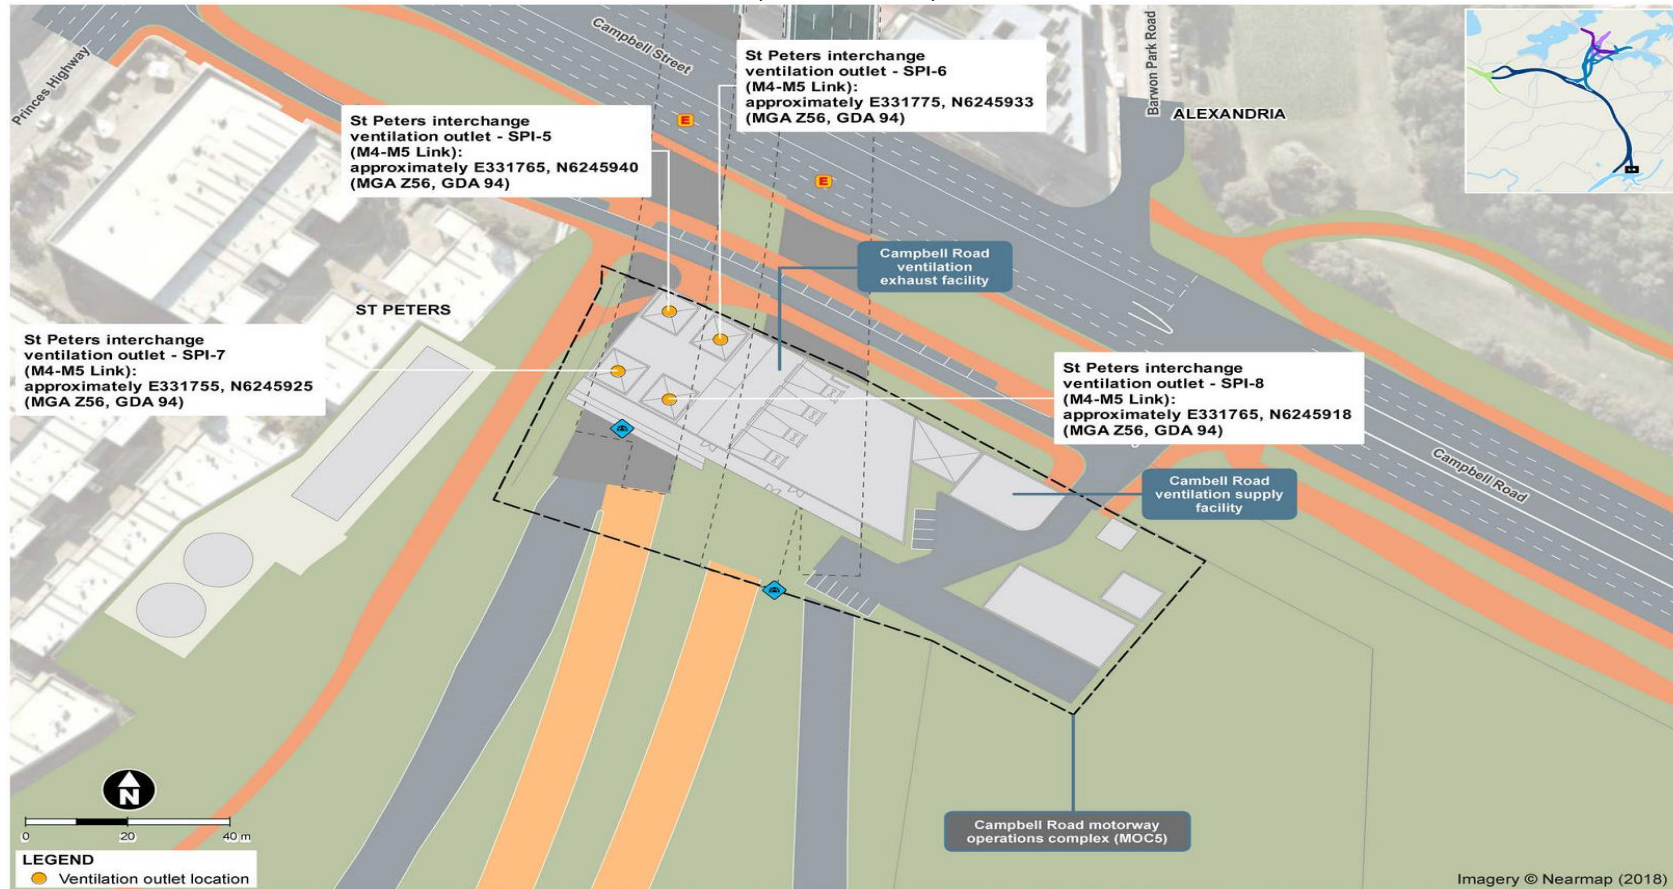 Princes Highway
Campbell Street
Barwon Park Road
ALEXANDRIA
St Peters interchange
ventilation outlet - SPI-6
(M4-M5 Link):
approximately E331775, N6245933
(MGA Z56, GDA 94)
St Peters interchange
ventilation outlet - SPI-5
(M4-M5 Link):
approximately E331765, N6245940
(MGA Z56, GDA 94)
E
E
Campbell Road
ventilation
exhaust facility
ST PETERS
St Peters interchange
ventilation outlet - SPI-7
(M4-M5 Link):
approximately E331755, N6245925
(MGA Z56, GDA 94)
St Peters interchange
ventilation outlet - SPI-8
(M4-M5 Link):
approximately E331765, N6245918
(MGA Z56, GDA 94)
Campbell Road
Cambell Road
ventilation supply
facility
N
0 20 40 m
Campbell Road motorway
operations complex (MOC5)
LEGEND
Ventilation outlet location
Imagery © Nearmap (2018)